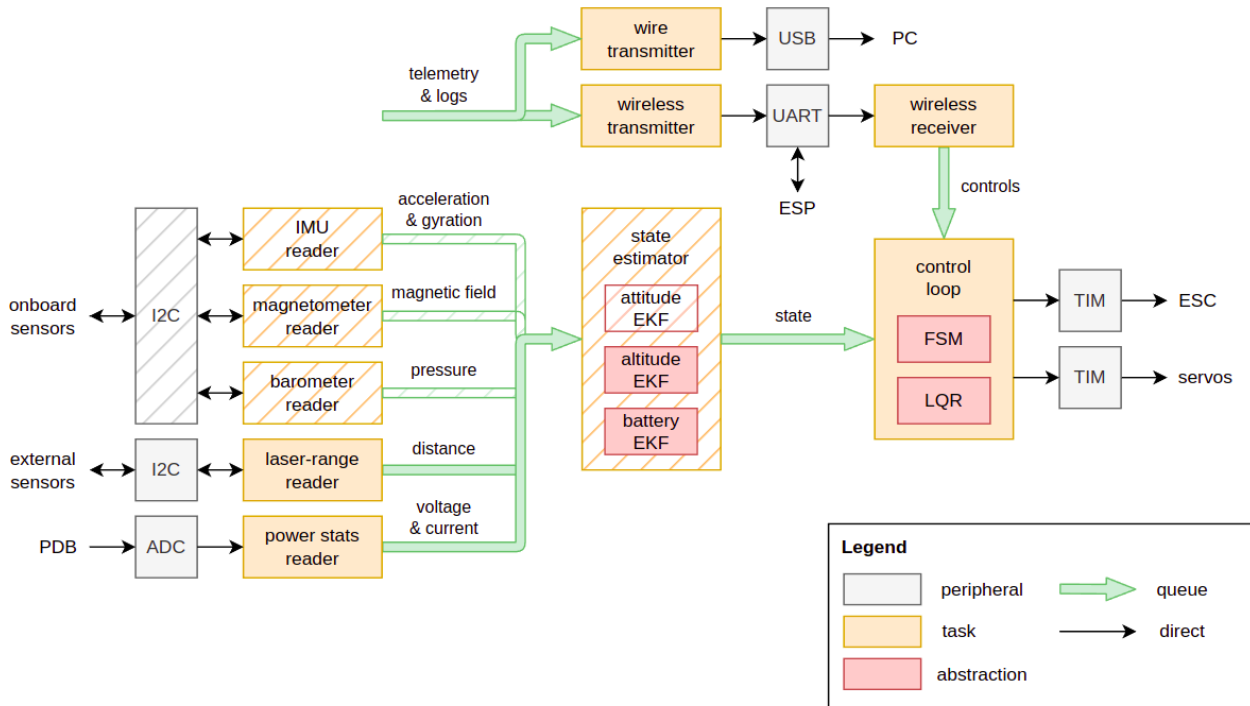 wire
transmitter
USB
PC
telemetry
& logs
wireless
transmitter
UART
wireless
receiver
ESP
controls
onboard
sensors
I2C
IMU
reader
acceleration
& gyration
magnetometer
reader
magnetic field
barometer
reader
pressure
external
sensors
I2C
laser-range
reader
distance
PDB
ADC
power stats
reader
voltage
& current
state
estimator
attitude
EKF
altitude
EKF
battery
EKF
state
control
loop
FSM
LQR
TIM
ESC
TIM
servos
Legend
peripheral
queue
task
direct
abstraction